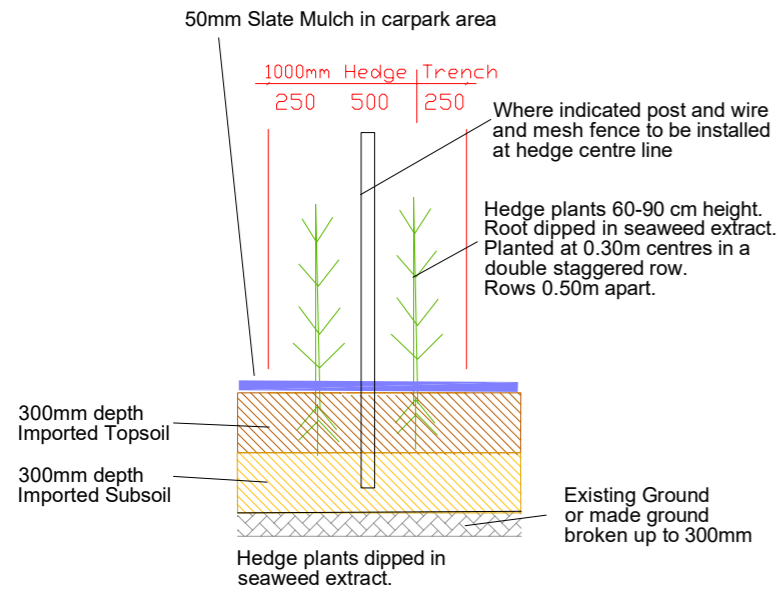 50mm Slate Mulch in carpark area
1000mm Hedge Trench
250 500 250
Where indicated post and wire
and mesh fence to be installed
at hedge centre line
Hedge plants 60-90 cm height.
Root dipped in seaweed extract.
Planted at 0.30m centres in a
double staggered row.
Rows 0.50m apart.
300mm depth
Imported Topsoil
300mm depth
Imported Subsoil
Existing Ground
or made ground
broken up to 300mm
Hedge plants dipped in
seaweed extract.